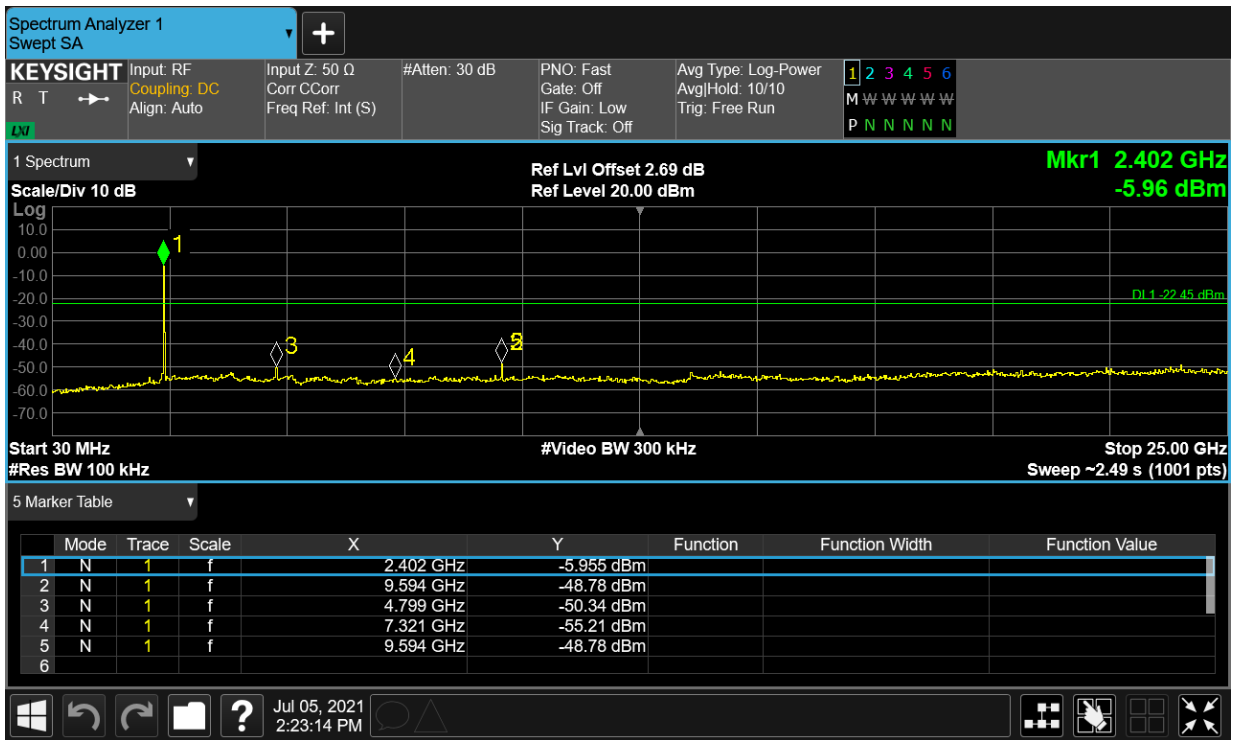 Spectrum Analyzer 1
Swept SA
+
KEYSIGHT Input: RF Input Z: 50 Ω #Atten: 30 dB PNO: Fast Avg Type: Log-Power 1 2 3 4 5 6
R T Coupling: DC Corr CCorr Gate: Off Avg|Hold: 10/10 M W W W W W
Align: Auto Freq Ref: Int (S) IF Gain: Low Trig: Free Run P N N N N N
LXI Sig Track: Off
1 Spectrum Ref Lvl Offset 2.69 dB Mkr1 2.402 GHz
Scale/Div 10 dB Ref Level 20.00 dBm -5.96 dBm
Log
10.0
0.00
-10.0
-20.0
-30.0
-40.0
-50.0
-60.0
-70.0
1
DL1 -22.45 dBm
3
4
Start 30 MHz #Video BW 300 kHz Stop 25.00 GHz
#Res BW 100 kHz Sweep ~2.49 s (1001 pts)
5 Marker Table
Mode Trace Scale X Y Function Function Width Function Value
1 N 1 f 2.402 GHz -5.955 dBm
2 N 1 f 9.594 GHz -48.78 dBm
3 N 1 f 4.799 GHz -50.34 dBm
4 N 1 f 7.321 GHz -55.21 dBm
5 N 1 f 9.594 GHz -48.78 dBm
6
? Jul 05, 2021
2:23:14 PM